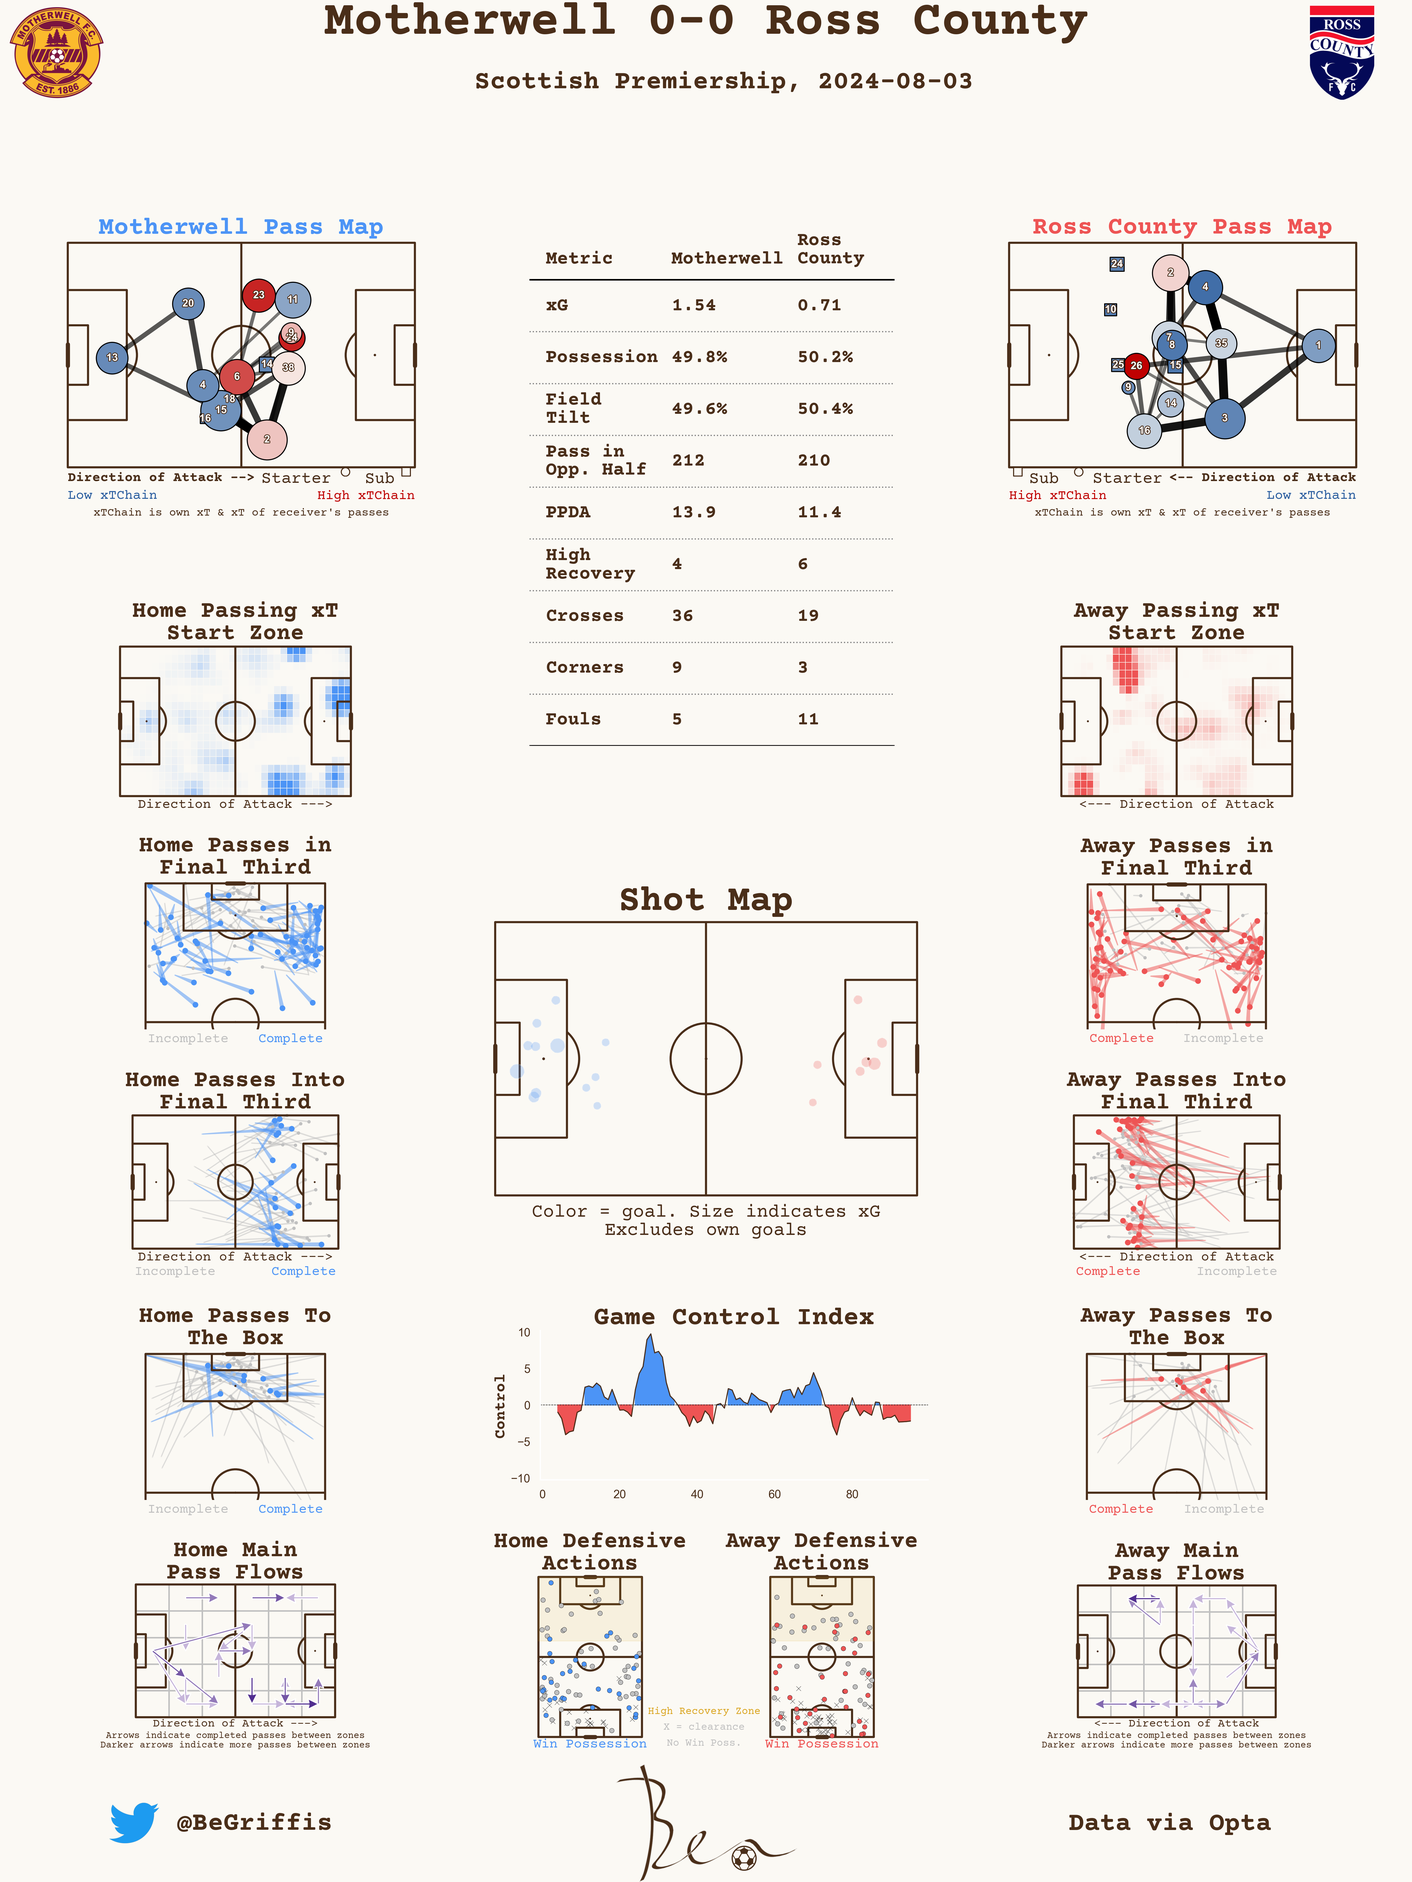 Motherwell 0-0 Ross County
Scottish Premiership, 2024-08-03
MOTHERWELL F.C.
EST. 1886
ROSS
COUNTY
F C
Motherwell Pass Map
20
23
11
9
24
13
14
38
6
4
18
15
16
2
Direction of Attack --> Starter Sub
Low xTChain High xTChain
xTChain is own xT & xT of receiver's passes
Metric Motherwell Ross County
xG 1.54 0.71
Possession 49.8% 50.2%
Field Tilt 49.6% 50.4%
Pass in Opp. Half 212 210
PPDA 13.9 11.4
High Recovery 4 6
Crosses 36 19
Corners 9 3
Fouls 5 11
Ross County Pass Map
24
2
4
10
7
8
35
1
25
26
15
9
14
16
3
Sub Starter <-- Direction of Attack
High xTChain Low xTChain
xTChain is own xT & xT of receiver's passes
Home Passing xT
Start Zone
Direction of Attack --->
Away Passing xT
Start Zone
<--- Direction of Attack
Home Passes in
Final Third
Incomplete Complete
Away Passes in
Final Third
Complete Incomplete
Shot Map
Color = goal. Size indicates xG
Excludes own goals
Home Passes Into
Final Third
Direction of Attack --->
Incomplete Complete
Away Passes Into
Final Third
<--- Direction of Attack
Complete Incomplete
Home Passes To
The Box
Incomplete Complete
Game Control Index
Control
10
5
0
−5
−10
0 20 40 60 80
Away Passes To
The Box
Complete Incomplete
Home Main
Pass Flows
Direction of Attack --->
Arrows indicate completed passes between zones
Darker arrows indicate more passes between zones
Home Defensive
Actions
Win Possession
Away Defensive
Actions
Win Possession
High Recovery Zone
X = clearance
No Win Poss.
Away Main
Pass Flows
<--- Direction of Attack
Arrows indicate completed passes between zones
Darker arrows indicate more passes between zones
@BeGriffis
Ben
Data via Opta